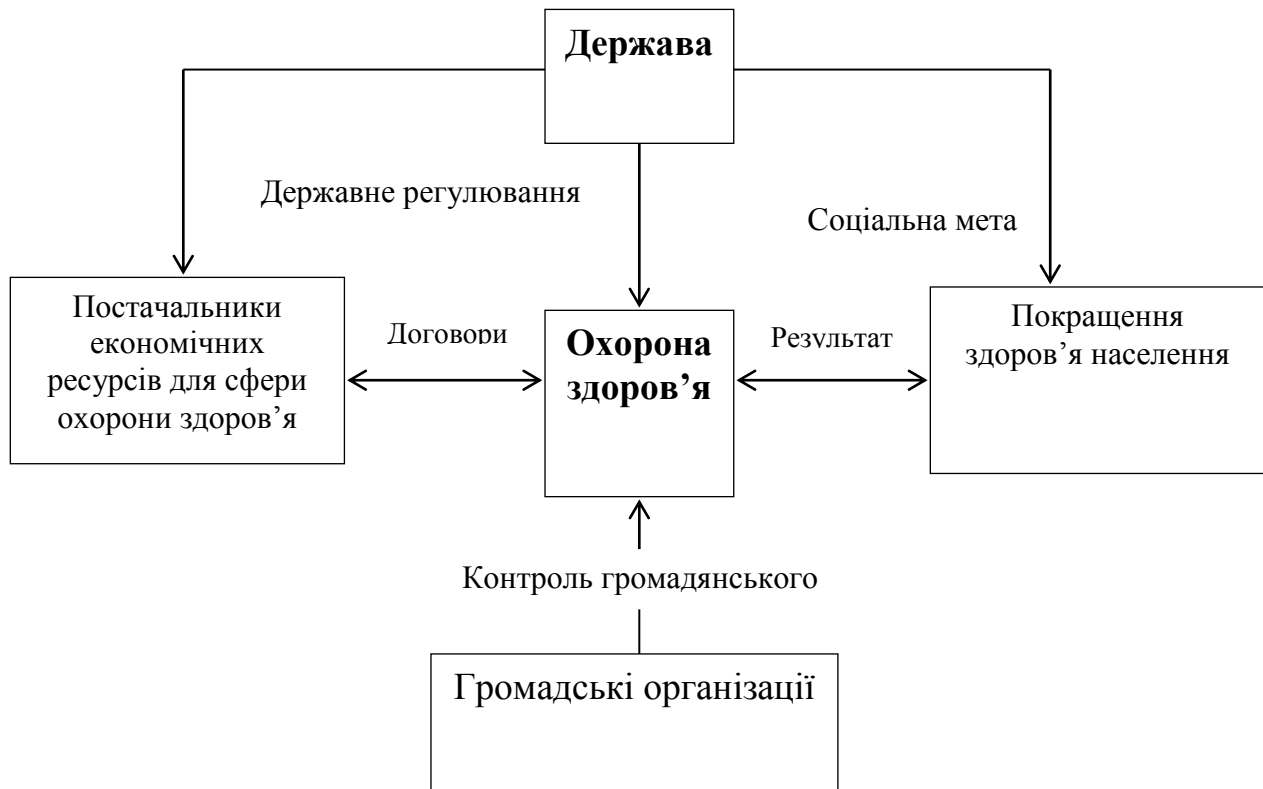 Держава
Державне регулювання
Соціальна мета
Постачальники
економічних
ресурсів для сфери
охорони здоров’я
Договори
Охорона
здоров’я
Результат
Покращення
здоров’я населення
Контроль громадянського
Громадські організації